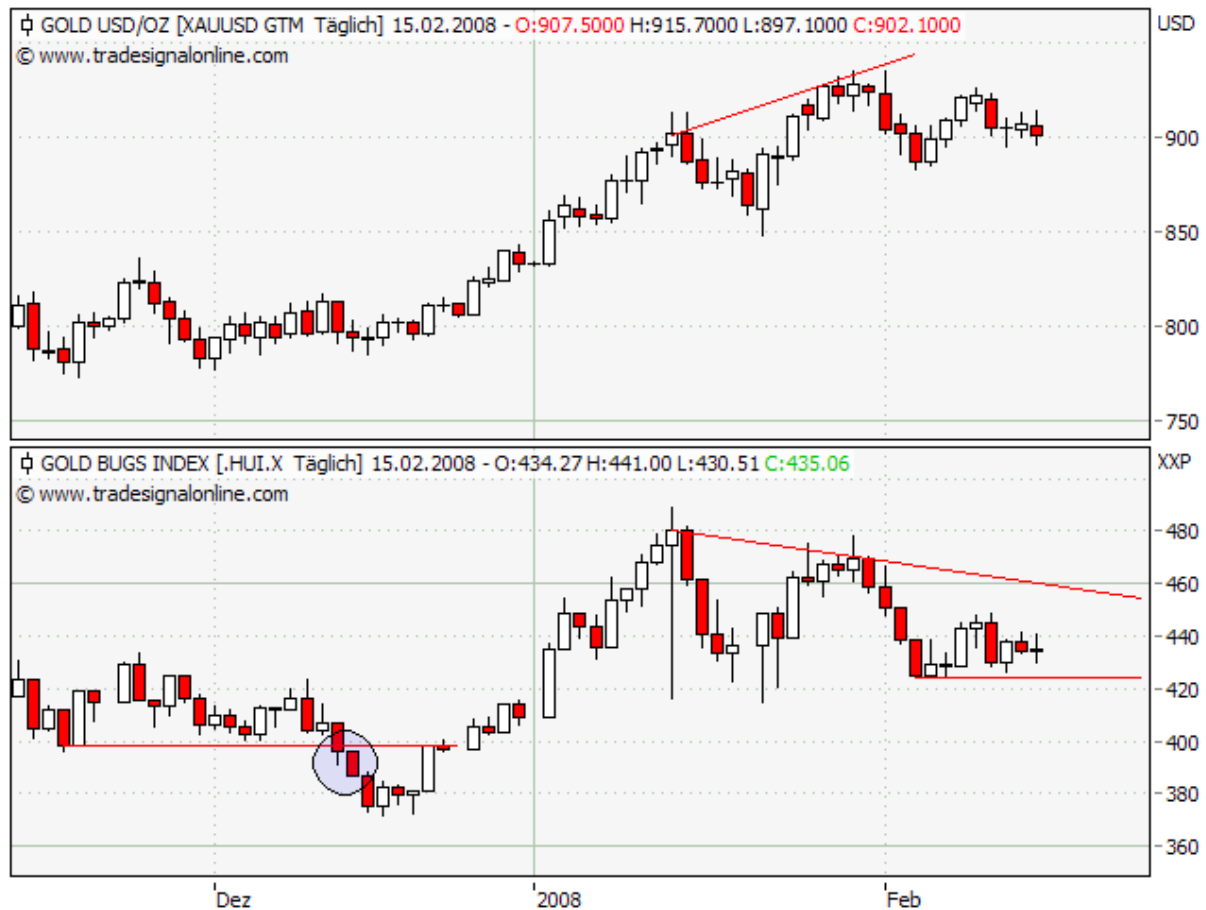 GOLD USD/OZ [XAUUSD GTM Täglich] 15.02.2008 - O:907.5000 H:915.7000 L:897.1000 C:902.1000
USD
© www.tradesignalonline.com
900
850
800
750
GOLD BUGS INDEX [.HUI.X Täglich] 15.02.2008 - O:434.27 H:441.00 L:430.51 C:435.06
XXP
© www.tradesignalonline.com
480
460
440
420
400
380
360
Dez 2008 Feb